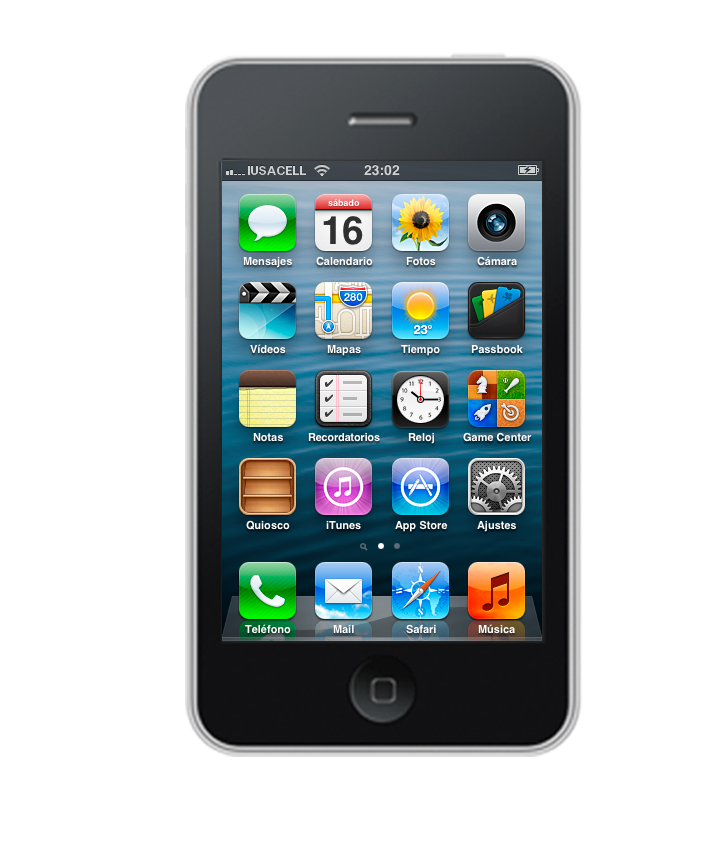 IUSACELL 23:02
sábado
16
Mensajes Calendario Fotos Cámara
280
23°
Vídeos Mapas Tiempo Passbook
Notas Recordatorios Reloj Game Center
Quiosco iTunes App Store Ajustes
N
Teléfono Mail Safari Música